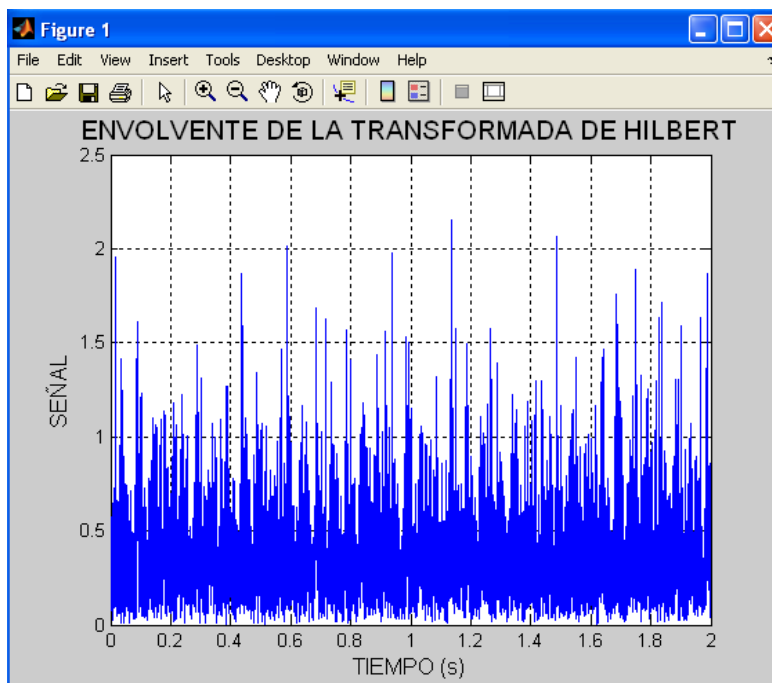 Figure 1
File Edit View Insert Tools Desktop Window Help
ENVOLVENTE DE LA TRANSFORMADA DE HILBERT
2.5
2
1.5
1
0.5
0
SEÑAL
0 0.2 0.4 0.6 0.8 1 1.2 1.4 1.6 1.8 2
TIEMPO (s)